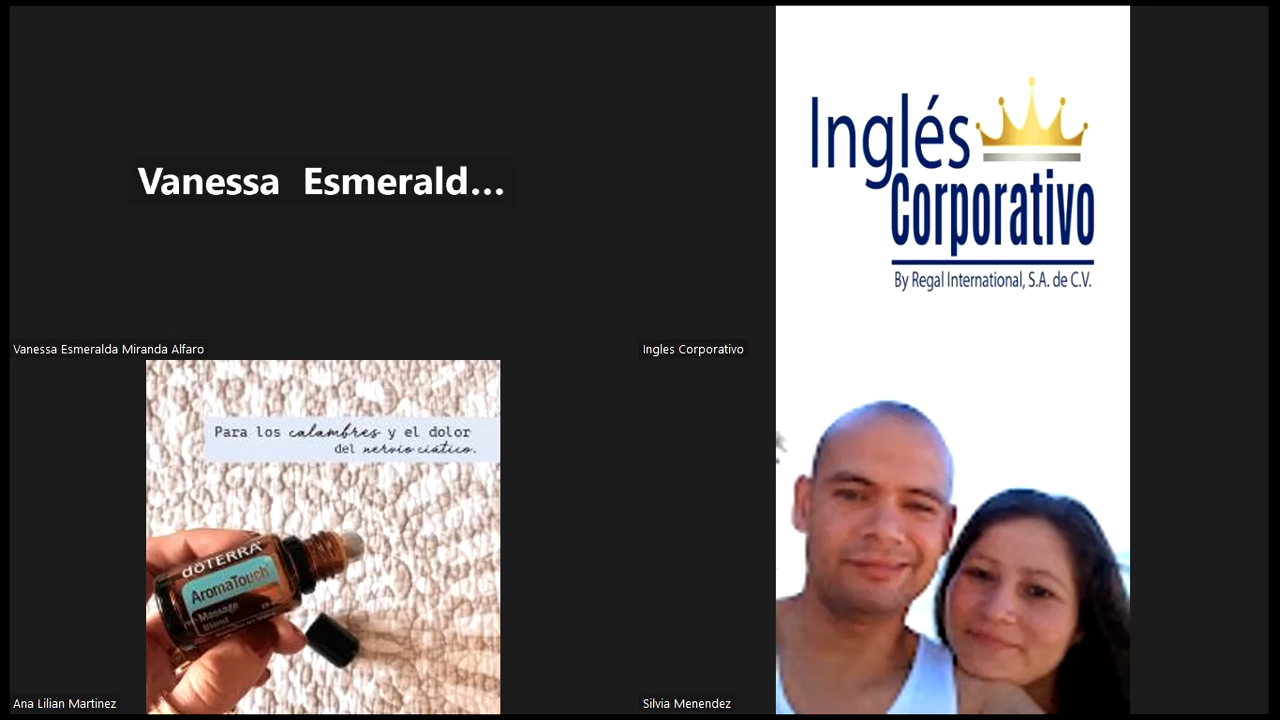 Vanessa Esmerald...
Vanessa Esmeralda Miranda Alfaro
Inglés
Corporativo
By Regal International, S.A. de C.V.
Ingles Corporativo
Para los calambres y el dolor
del nervio ciático.
dōTERRA
AromaTouch
Massage
Blend
Ana Lilian Martinez
Silvia Menendez